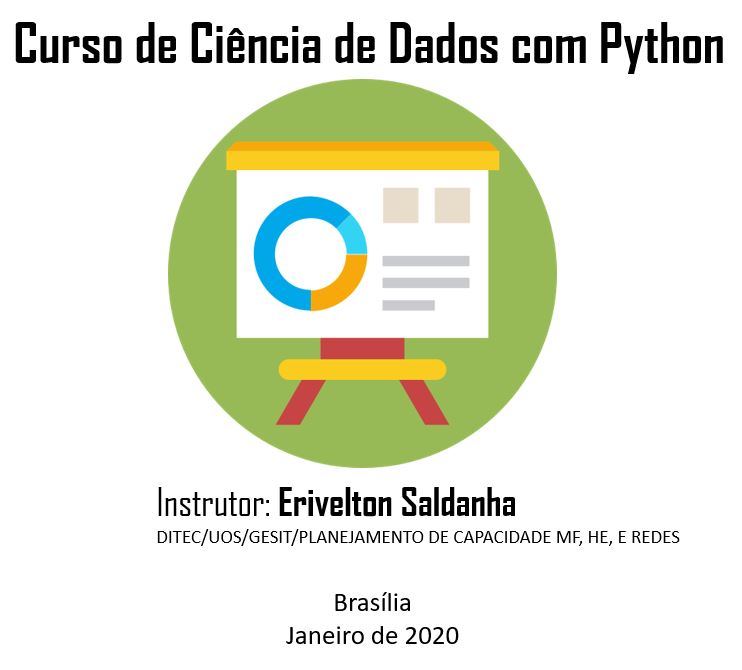 Curso de Ciência de Dados com Python
Instrutor: Erivelton Saldanha
DITEC/UOS/GESIT/PLANEJAMENTO DE CAPACIDADE MF, HE, E REDES
Brasília
Janeiro de 2020